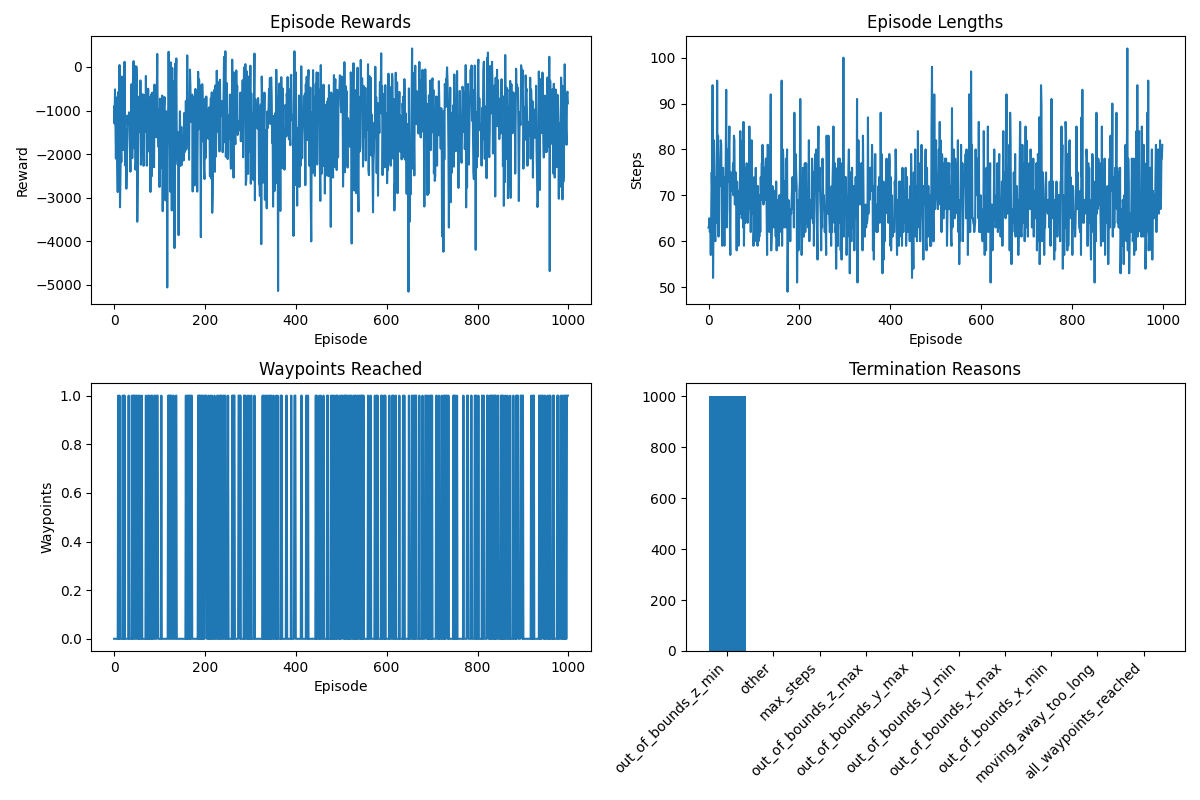 Episode Rewards
Reward
0
−1000
−2000
−3000
−4000
−5000
0 200 400 600 800 1000
Episode
Episode Lengths
Steps
100
90
80
70
60
50
0 200 400 600 800 1000
Episode
Waypoints Reached
Waypoints
1.0
0.8
0.6
0.4
0.2
0.0
0 200 400 600 800 1000
Episode
Termination Reasons
1000
800
600
400
200
0
out_of_bounds_z_min
other
max_steps
out_of_bounds_z_max
out_of_bounds_y_max
out_of_bounds_y_min
out_of_bounds_x_max
out_of_bounds_x_min
moving_away_too_long
all_waypoints_reached